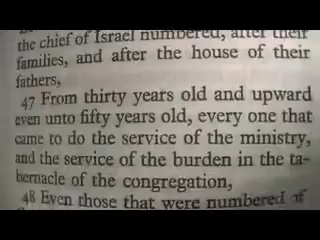 the chief of Israel numbered, after their
families, and after the house of their
fathers,
47 From thirty years old and upward
even unto fifty years old, every one that
came to do the service of the ministry,
and the service of the burden in the ta-
bernacle of the congregation,
48 Even those that were numbered of